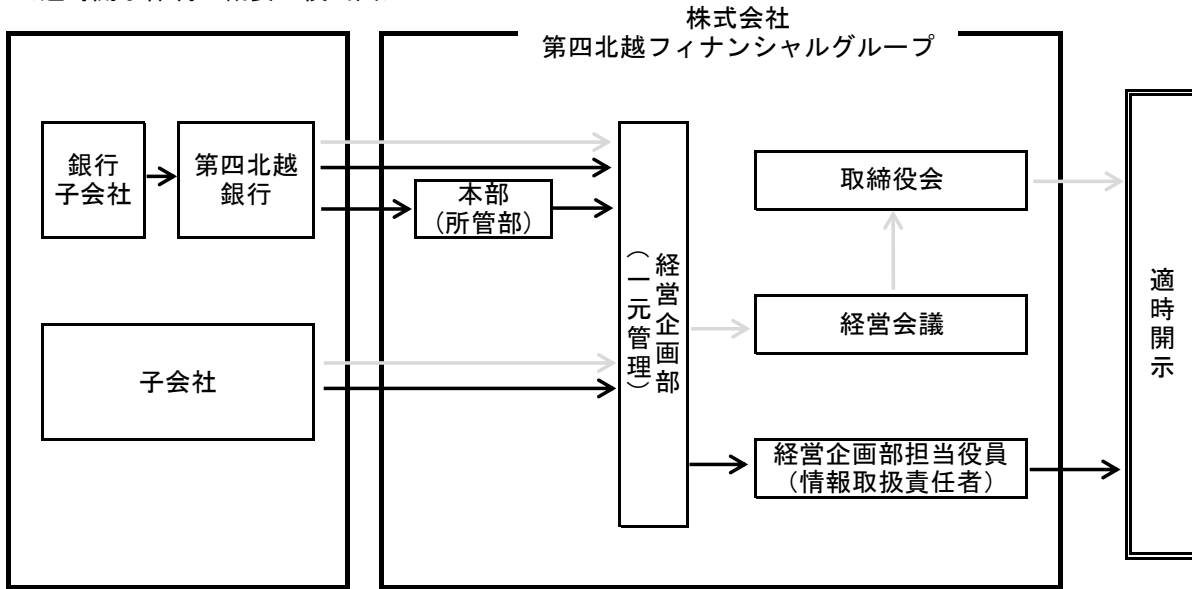 株式会社
第四北越フィナンシャルグループ
銀行
子会社
第四北越
銀行
本部
(所管部)
子会社
経営企画部
(一元管理)
取締役会
経営会議
経営企画部担当役員
(情報取扱責任者)
適時開示